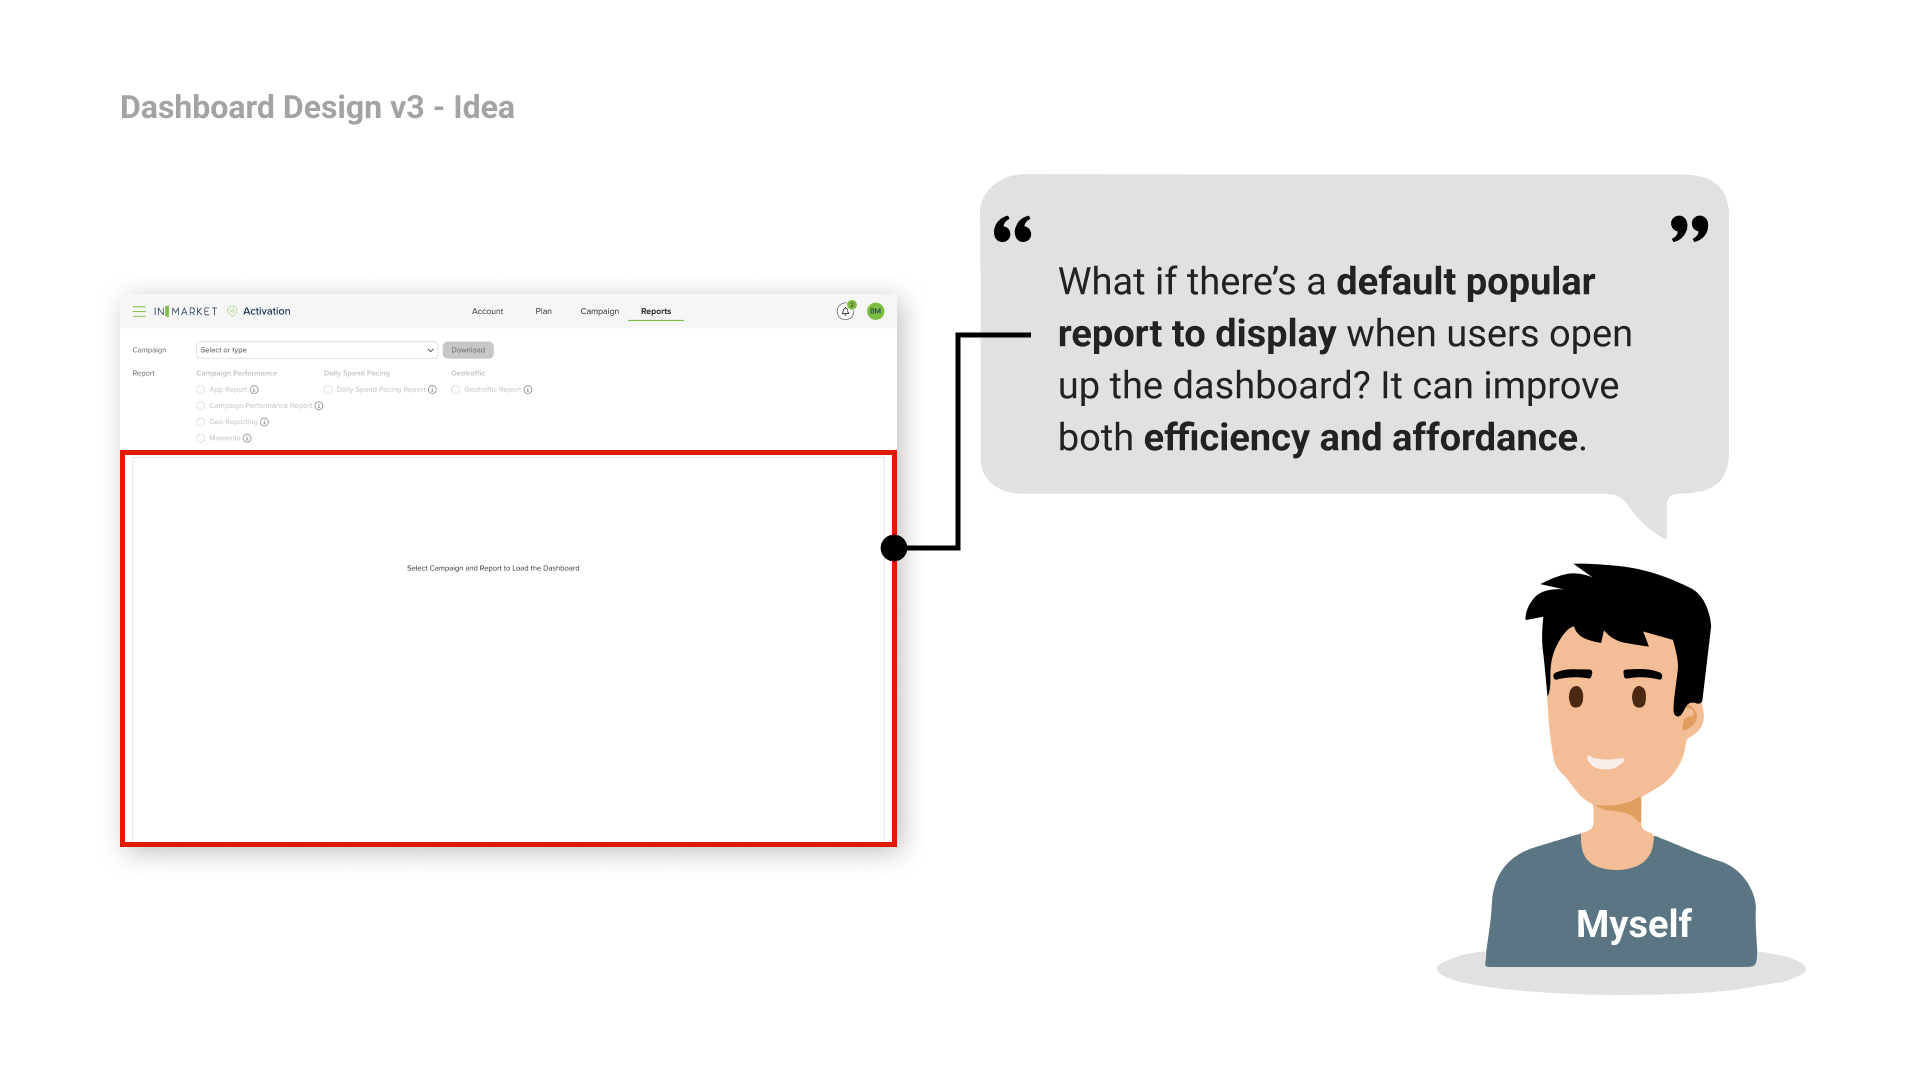 Dashboard Design v3 - Idea
IN MARKET Activation Account Plan Campaign Reports 2 BM
Campaign Select or type Download
Report Campaign Performance Daily Spend Pacing Geotraffic
App Report Daily Spend Pacing Report Geotraffic Report
Campaign Performance Report
Geo Reporting
Moments
Select Campaign and Report to Load the Dashboard
“ ”
What if there’s a default popular
report to display when users open
up the dashboard? It can improve
both efficiency and affordance.
Myself